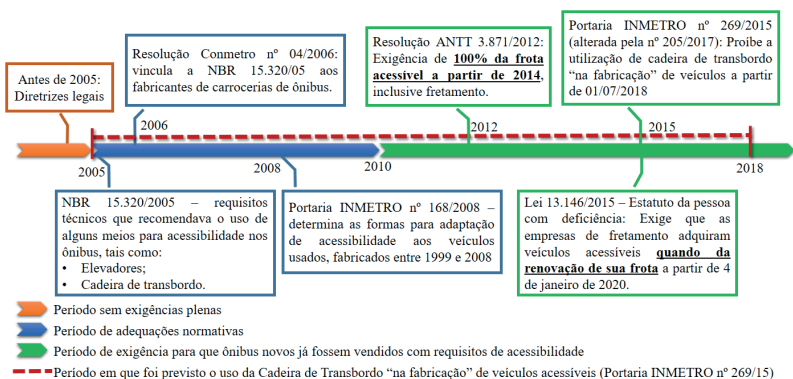 Antes de 2005:
Diretrizes legais
Resolução Conmetro nº 04/2006:
vincula a NBR 15.320/05 aos
fabricantes de carrocerias de ônibus.
Resolução ANTT 3.871/2012:
Exigência de 100% da frota
acessível a partir de 2014,
inclusive fretamento.
Portaria INMETRO nº 269/2015
(alterada pela nº 205/2017): Proibe a
utilização de cadeira de transbordo
“na fabricação” de veículos a partir
de 01/07/2018
2006
2012
2015
2005
2008
2010
2018
NBR 15.320/2005 – requisitos
técnicos que recomendava o uso de
alguns meios para acessibilidade nos
ônibus, tais como:
• Elevadores;
• Cadeira de transbordo.
Portaria INMETRO nº 168/2008 –
determina as formas para adaptação
de acessibilidade aos veículos
usados, fabricados entre 1999 e 2008
Lei 13.146/2015 – Estatuto da pessoa
com deficiência: Exige que as
empresas de fretamento adquiram
veículos acessíveis quando da
renovação de sua frota a partir de 4
de janeiro de 2020.
Período sem exigências plenas
Período de adequações normativas
Período de exigência para que ônibus novos já fossem vendidos com requisitos de acessibilidade
Período em que foi previsto o uso da Cadeira de Transbordo “na fabricação” de veículos acessíveis (Portaria INMETRO nº 269/15)